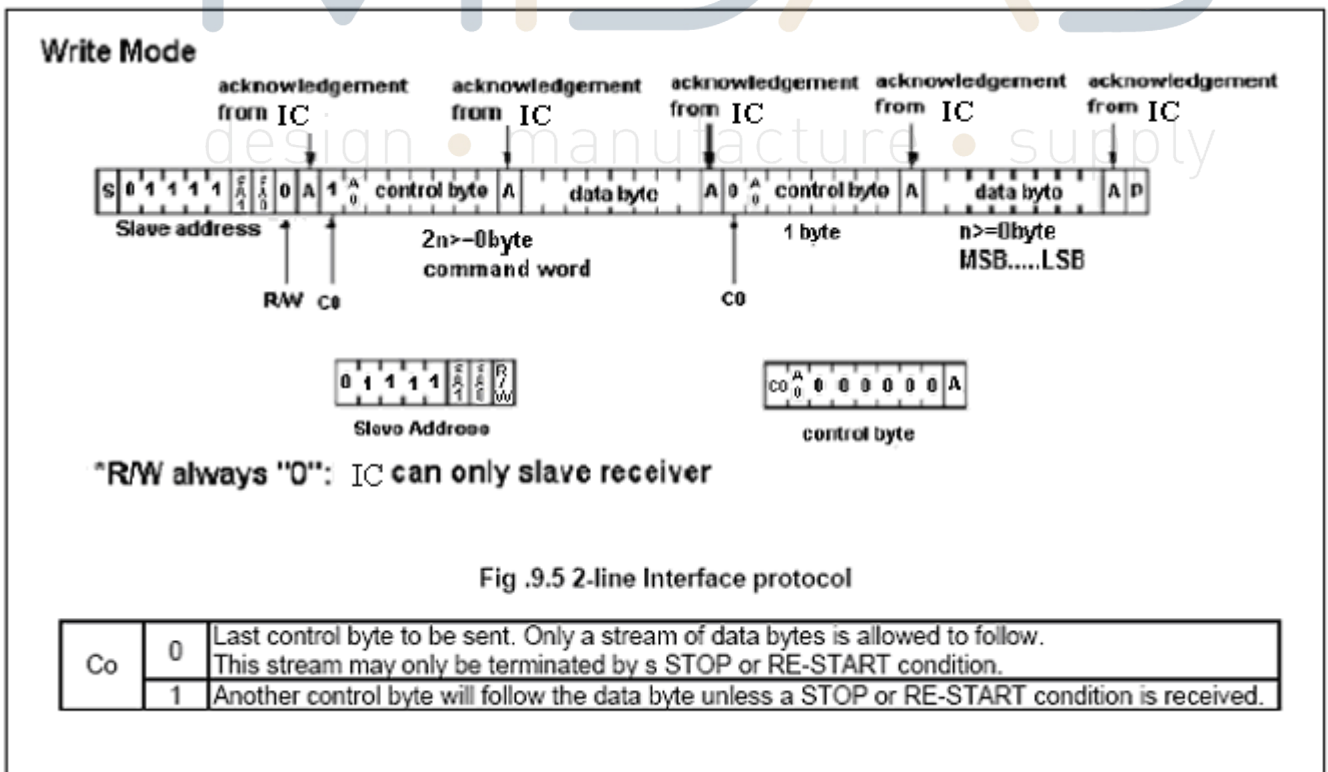 MIDAS
design • manufacture • supply
Write Mode
acknowledgement from IC acknowledgement from IC acknowledgement from IC acknowledgement from IC acknowledgement from IC
S 0 1 1 1 1 SA1 SA0 0 A 1 A0 control byte A data byte A 0 A0 control byte A data byte A P
Slave address
2n>=0byte
command word
1 byte
n>=0byte
MSB.....LSB
R/W C0 C0
0 1 1 1 1 SA1 SA0 R/W
Slave Address
C0 A0 0 0 0 0 0 0 A
control byte
*R/W always "0": IC can only slave receiver
Fig .9.5 2-line Interface protocol
Co
0 Last control byte to be sent. Only a stream of data bytes is allowed to follow.
This stream may only be terminated by s STOP or RE-START condition.
1 Another control byte will follow the data byte unless a STOP or RE-START condition is received.